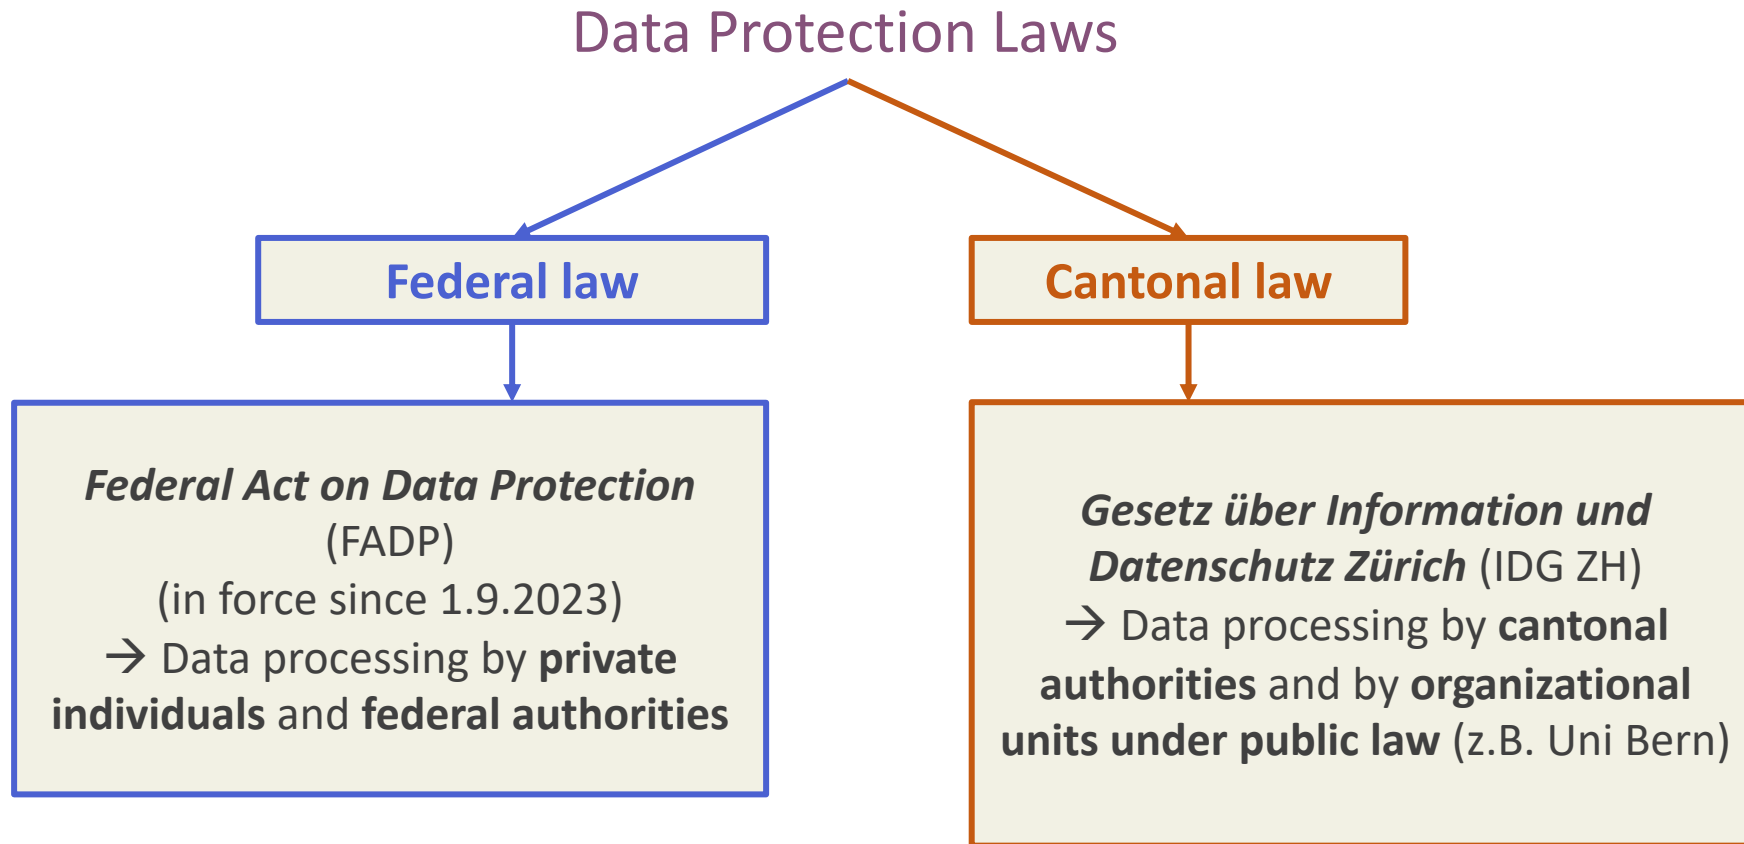 Data Protection Laws
Federal law
Cantonal law
Federal Act on Data Protection
(FADP)
(in force since 1.9.2023)
→ Data processing by private
individuals and federal authorities
Gesetz über Information und
Datenschutz Zürich (IDG ZH)
→ Data processing by cantonal
authorities and by organizational
units under public law (z.B. Uni Bern)